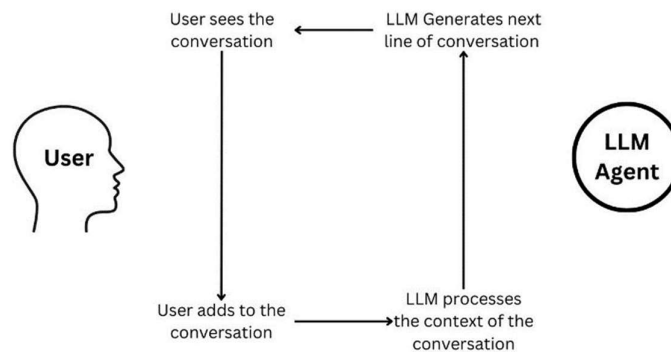 User sees the
conversation
LLM Generates next
line of conversation
User
LLM
Agent
User adds to the
conversation
LLM processes
the context of the
conversation